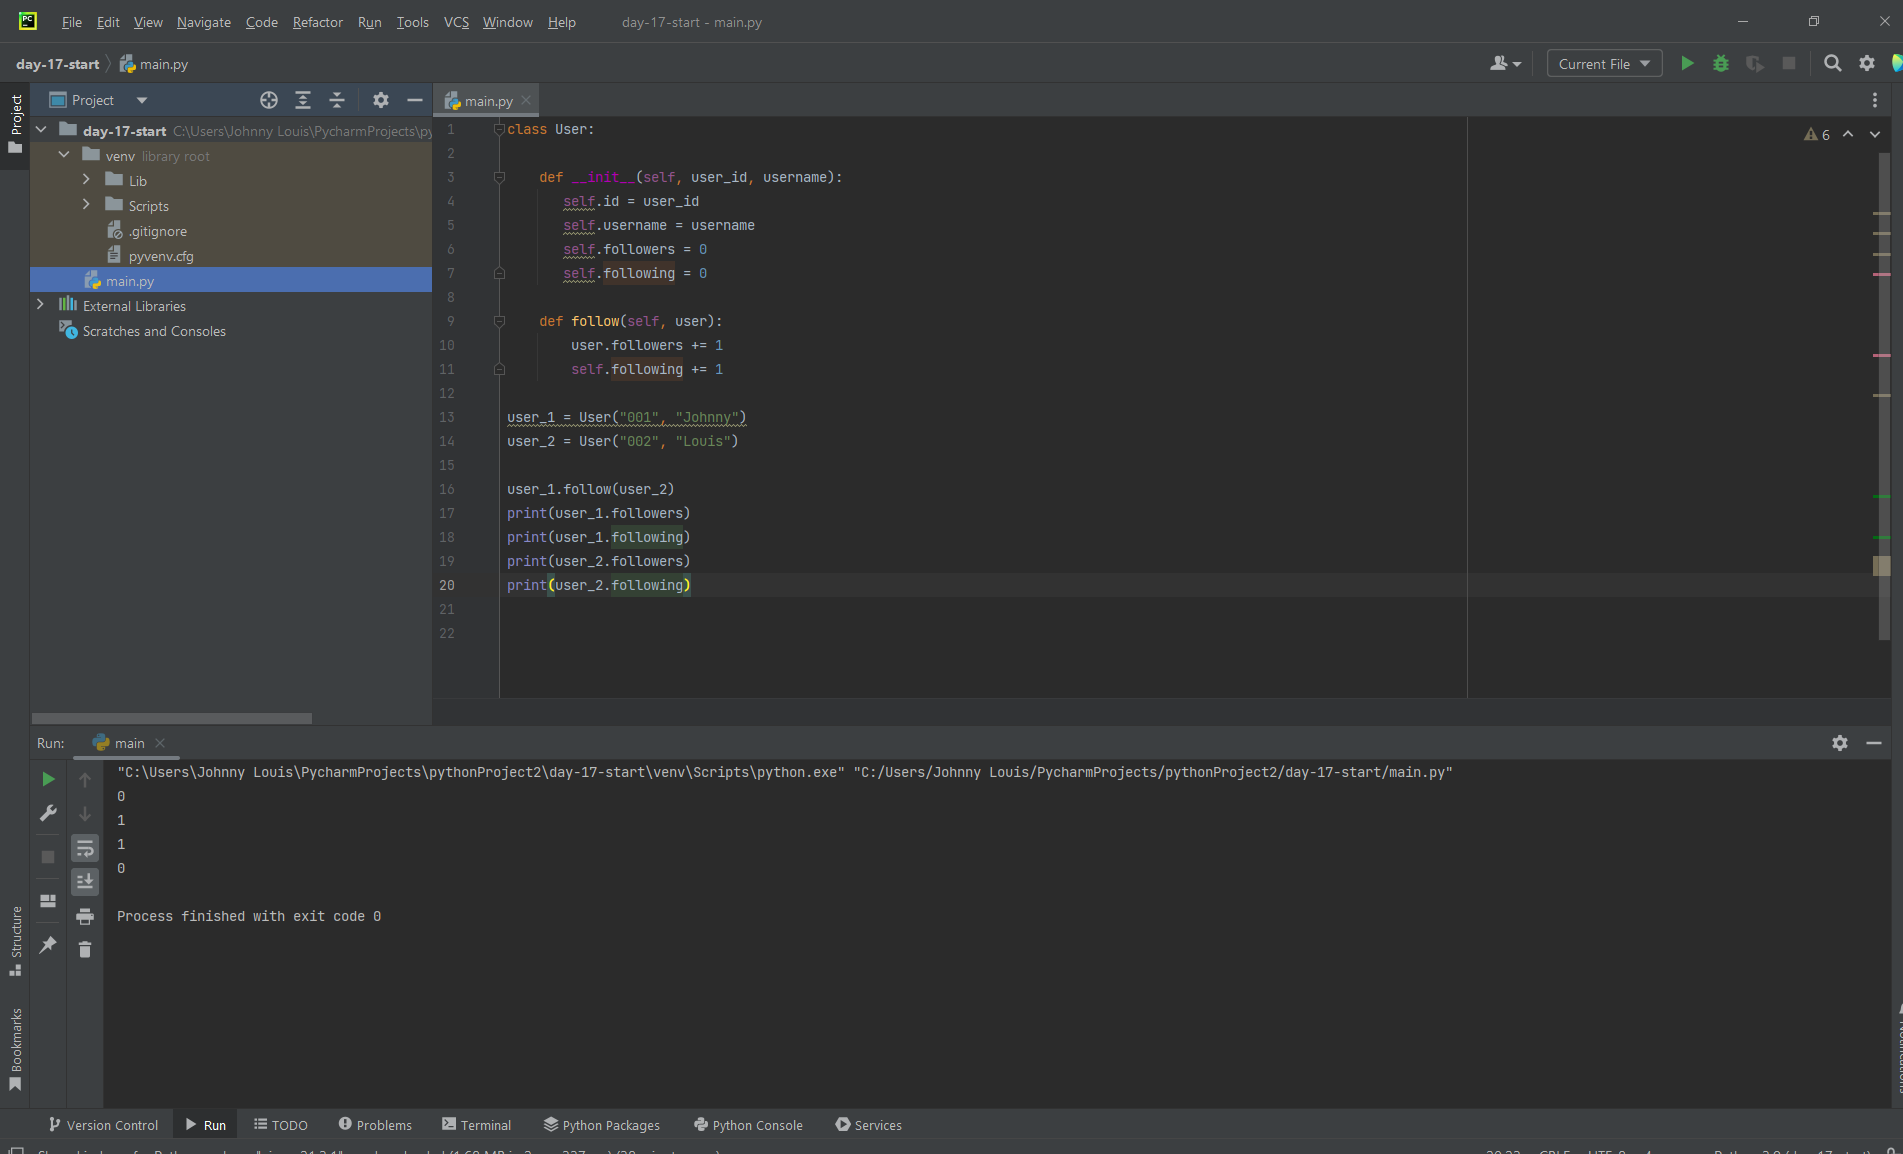 PC File Edit View Navigate Code Refactor Run Tools VCS Window Help day-17-start - main.py
day-17-start main.py Current File
Project
Project
main.py
6
day-17-start C:\Users\Johnny Louis\PycharmProjects\py
venv library root
Lib
Scripts
.gitignore
pyvenv.cfg
main.py
External Libraries
Scratches and Consoles
1 class User:
2
3 def __init__(self, user_id, username):
4 self.id = user_id
5 self.username = username
6 self.followers = 0
7 self.following = 0
8
9 def follow(self, user):
10 user.followers += 1
11 self.following += 1
12
13 user_1 = User("001", "Johnny")
14 user_2 = User("002", "Louis")
15
16 user_1.follow(user_2)
17 print(user_1.followers)
18 print(user_1.following)
19 print(user_2.followers)
20 print(user_2.following)
21
22
Run: main
"C:\Users\Johnny Louis\PycharmProjects\pythonProject2\day-17-start\venv\Scripts\python.exe" "C:/Users/Johnny Louis/PycharmProjects/pythonProject2/day-17-start/main.py"
0
1
1
0
Process finished with exit code 0
Structure
Bookmarks
Version Control Run TODO Problems Terminal Python Packages Python Console Services